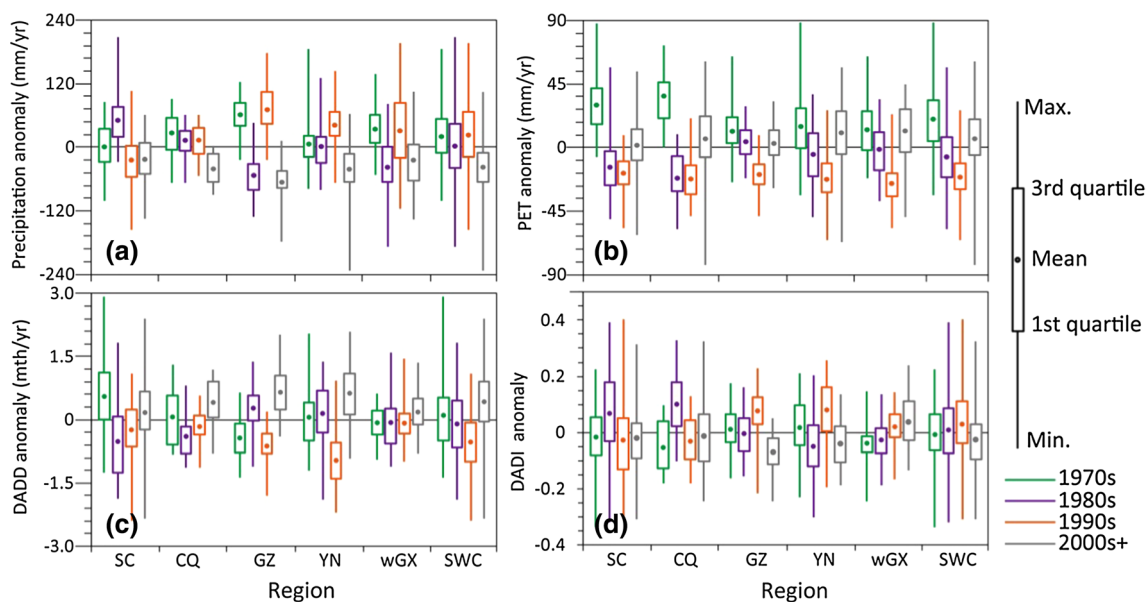 Precipitation anomaly (mm/yr)
240
120
0
-120
-240
(a)
PET anomaly (mm/yr)
90
45
0
-45
-90
(b)
Max.
3rd quartile
Mean
1st quartile
Min.
DADD anomaly (mth/yr)
3.0
1.5
0
-1.5
-3.0
(c)
SC CQ GZ YN wGX SWC
Region
DADI anomaly
0.4
0.2
0
-0.2
-0.4
(d)
SC CQ GZ YN wGX SWC
Region
1970s
1980s
1990s
2000s+